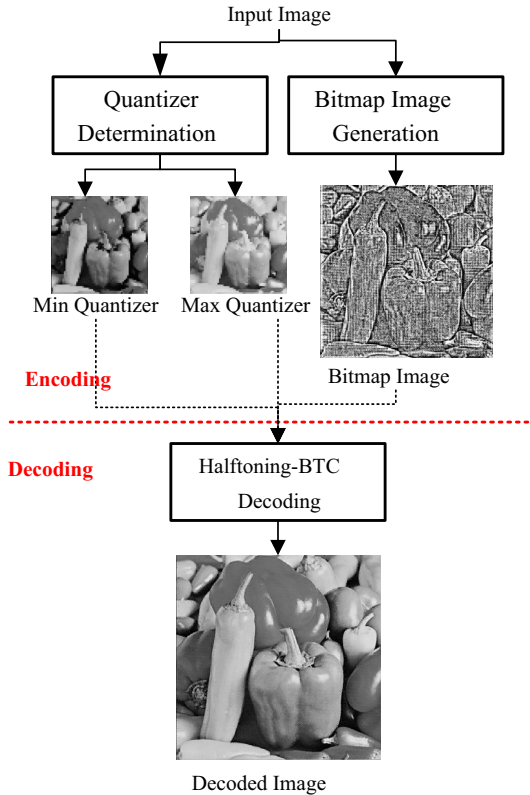 Input Image
Quantizer
Determination
Bitmap Image
Generation
Min Quantizer
Max Quantizer
Bitmap Image
Encoding
Decoding
Halftoning-BTC
Decoding
Decoded Image